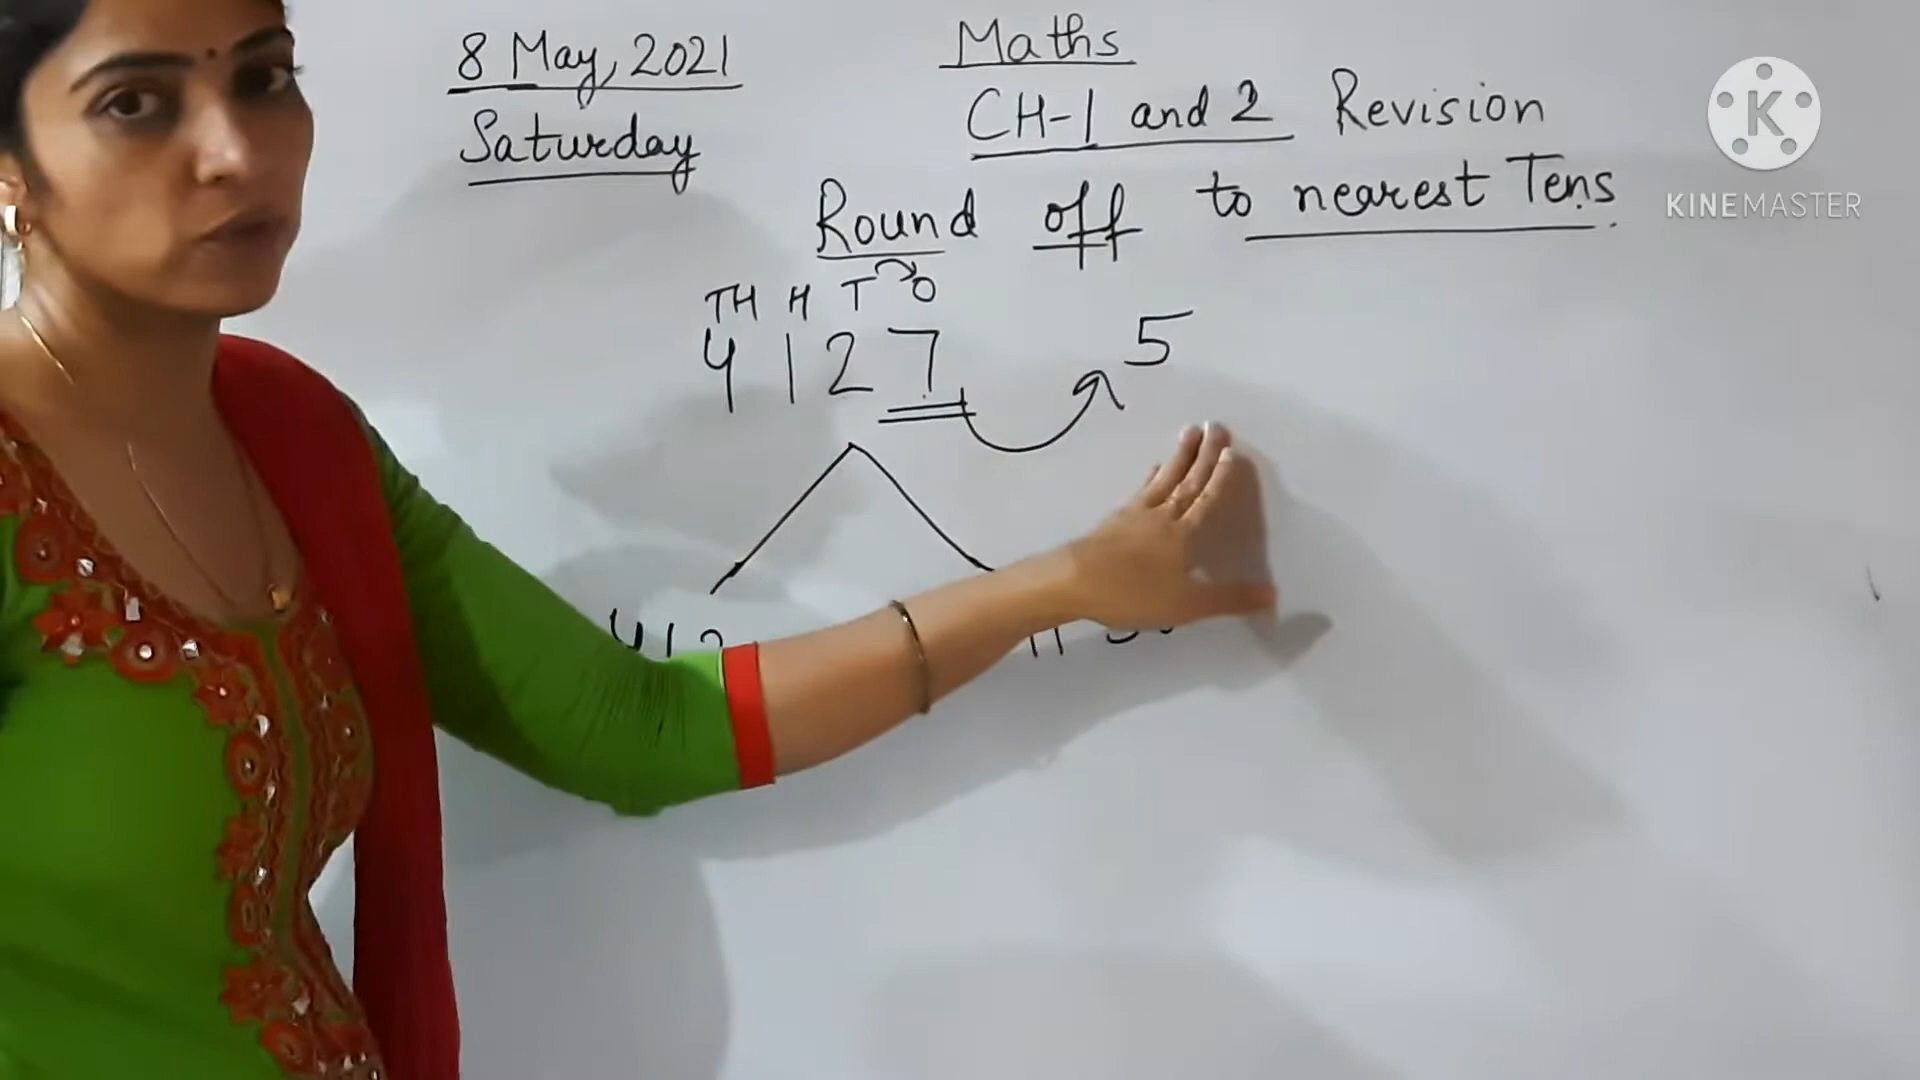 8 May, 2021
Saturday
Maths
CH-1 and 2 Revision
Round off to nearest Tens
TH H T O
4 1 2 7
5
K
KINEMASTER